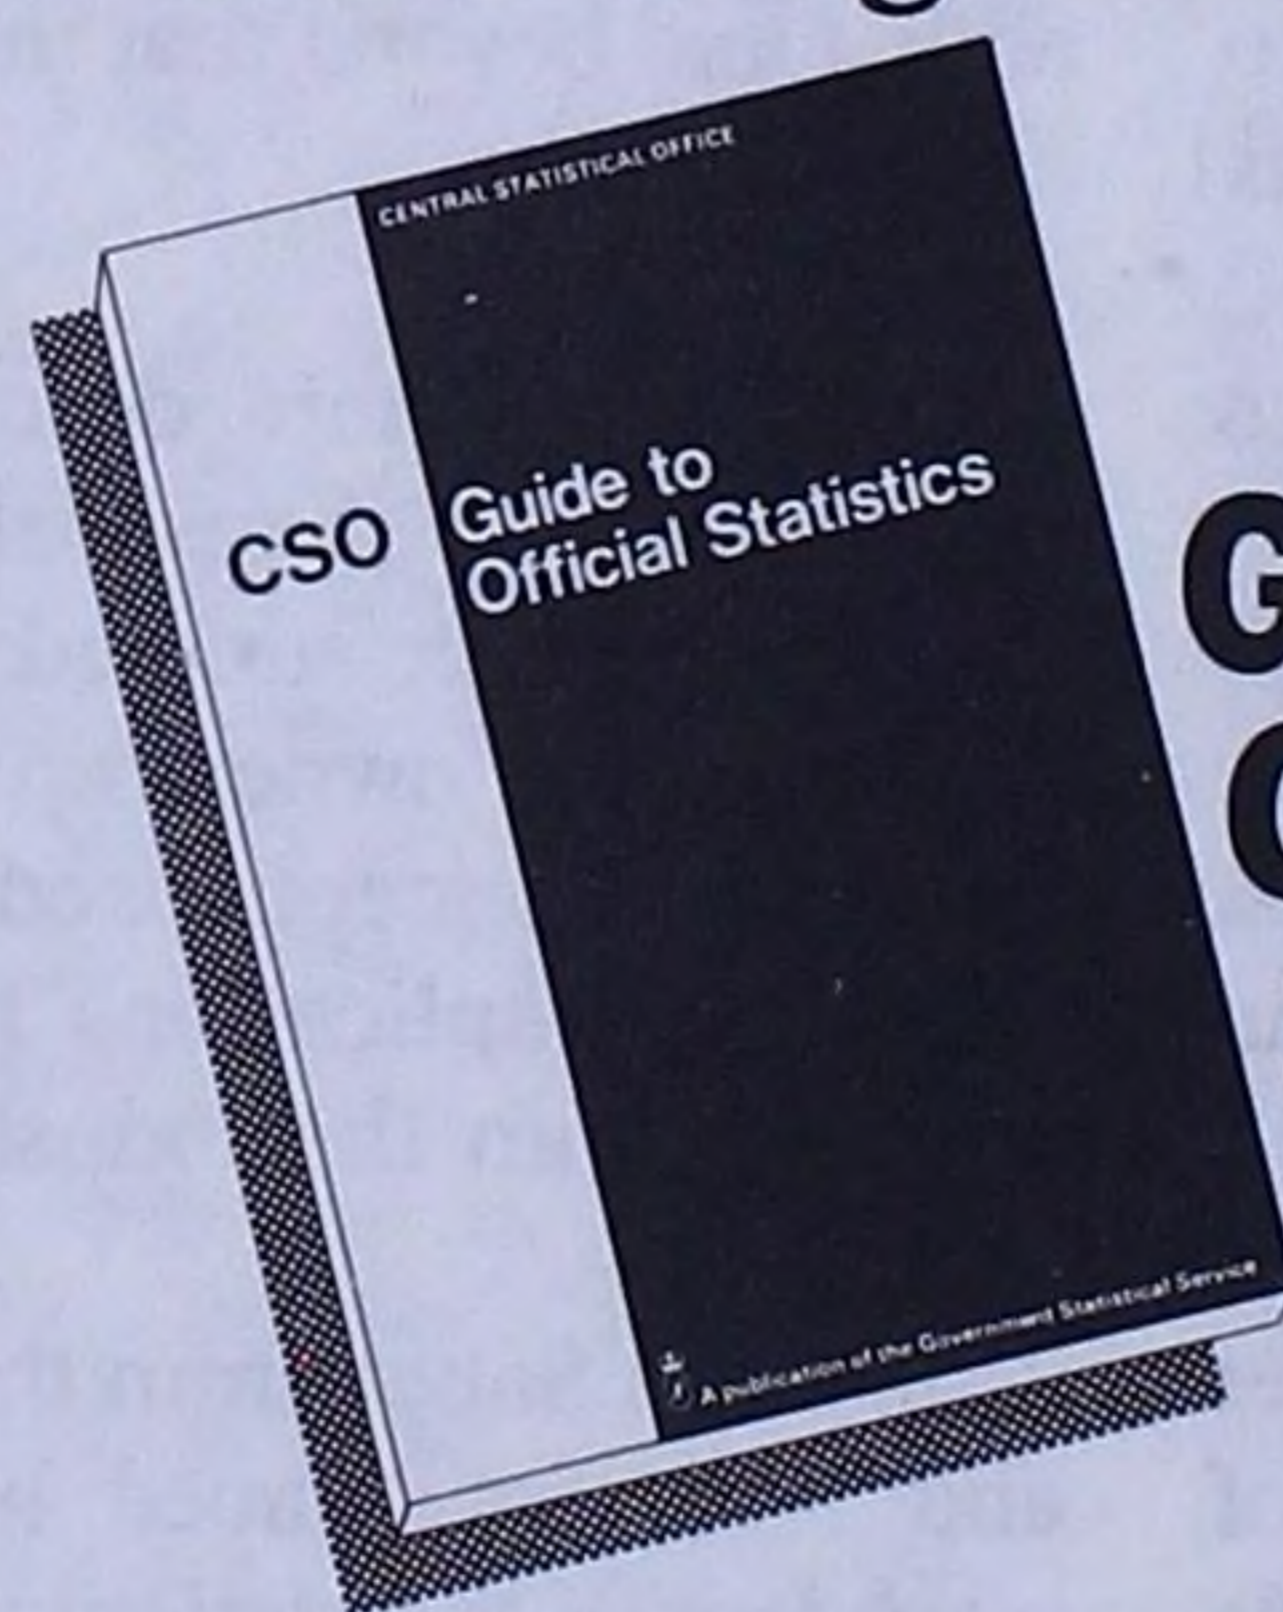 CENTRAL STATISTICAL OFFICE
CSO
Guide to
Official Statistics
A publication of the Government Statistical Service
G